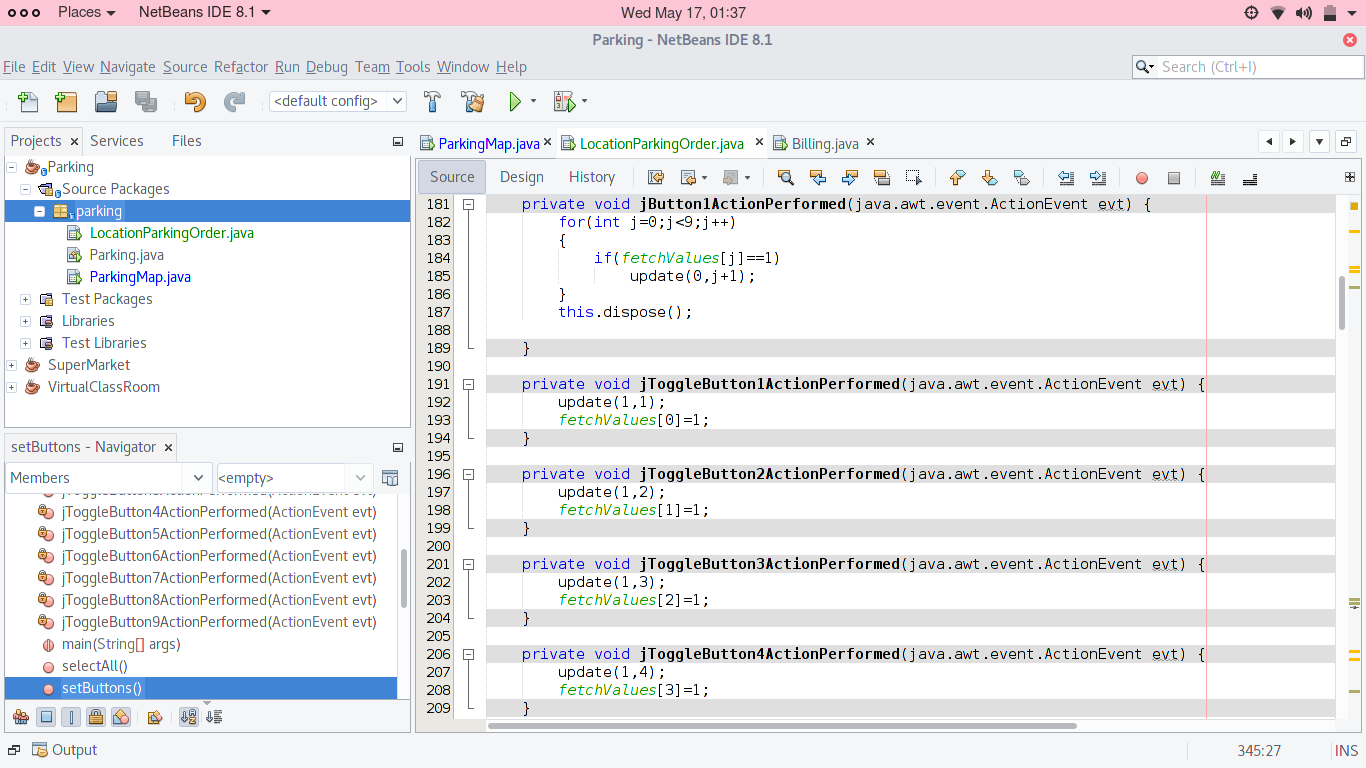 Places
NetBeans IDE 8.1
Wed May 17, 01:37
Parking - NetBeans IDE 8.1
File Edit View Navigate Source Refactor Run Debug Team Tools Window Help
Search (Ctrl+I)
<default config>
Projects
Services
Files
Parking
Source Packages
parking
LocationParkingOrder.java
Parking.java
ParkingMap.java
Test Packages
Libraries
Test Libraries
SuperMarket
VirtualClassRoom
setButtons - Navigator
Members
<empty>
jToggleButton4ActionPerformed(ActionEvent evt)
jToggleButton5ActionPerformed(ActionEvent evt)
jToggleButton6ActionPerformed(ActionEvent evt)
jToggleButton7ActionPerformed(ActionEvent evt)
jToggleButton8ActionPerformed(ActionEvent evt)
jToggleButton9ActionPerformed(ActionEvent evt)
main(String[] args)
selectAll()
setButtons()
ParkingMap.java
LocationParkingOrder.java
Billing.java
Source
Design
History
181 private void jButton1ActionPerformed(java.awt.event.ActionEvent evt) {
182 for(int j=0;j<9;j++)
183 {
184 if(fetchValues[j]==1)
185 update(0,j+1);
186 }
187 this.dispose();
188
189 }
190
191 private void jToggleButton1ActionPerformed(java.awt.event.ActionEvent evt) {
192 update(1,1);
193 fetchValues[0]=1;
194 }
195
196 private void jToggleButton2ActionPerformed(java.awt.event.ActionEvent evt) {
197 update(1,2);
198 fetchValues[1]=1;
199 }
200
201 private void jToggleButton3ActionPerformed(java.awt.event.ActionEvent evt) {
202 update(1,3);
203 fetchValues[2]=1;
204 }
205
206 private void jToggleButton4ActionPerformed(java.awt.event.ActionEvent evt) {
207 update(1,4);
208 fetchValues[3]=1;
209 }
Output
345:27
INS